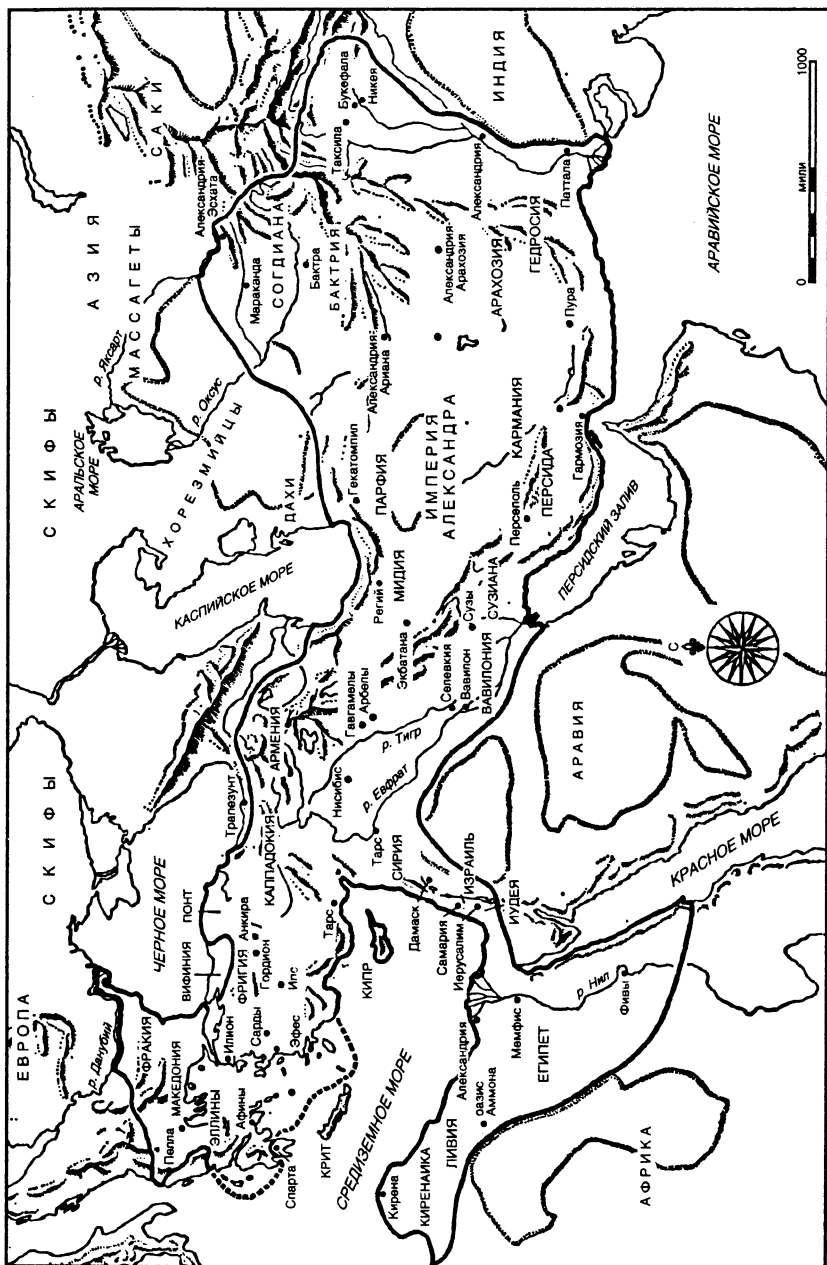 ЕВРОПА
СКИФЫ
СКИФЫ
АЗИЯ
САКИ
МАССАГЕТЫ
р. Яксарт
АРАЛЬСКОЕ
МОРЕ
р. Оксус
ХОРЕЗМИЙЦЫ
ДАХИ
КАСПИЙСКОЕ МОРЕ
ЧЕРНОЕ МОРЕ
р. Данубий
ФРАКИЯ
МАКЕДОНИЯ
Пелла
ЭЛЛИНЫ
Афины
Спарта
КРИТ
Илион
Сарды
Эфес
ВИФИНИЯ
ПОНТ
ФРИГИЯ
Гордион
Анкира
Ипс
КАППАДОКИЯ
Трапезунт
АРМЕНИЯ
Тарс
КИПР
СРЕДИЗЕМНОЕ МОРЕ
Тарс
СИРИЯ
Нисибис
р. Евфрат
р. Тигр
Гавгамелы
Арбелы
Экбатана
МИДИЯ
Регий
ПАРФИЯ
Гекатомпил
ИМПЕРИЯ
АЛЕКСАНДРА
Александрия-
Ариана
Александрия-
Эсхата
Мараканда
СОГДИАНА
Бактра
БАКТРИЯ
Таксила
Букефала
Никея
ИНДИЯ
Александрия
Александрия-
Арахозия
АРАХОЗИЯ
ГЕДРОСИЯ
Паттала
Пура
КАРМАНИЯ
Гармозия
ПЕРСИДА
Персеполь
ПЕРСИДСКИЙ ЗАЛИВ
Сузы
СУЗИАНА
Селевкия
Вавилон
ВАВИЛОНИЯ
Дамаск
Самария
Иерусалим
ИЗРАИЛЬ
ИУДЕЯ
АРАВИЯ
КРАСНОЕ МОРЕ
АРАВИЙСКОЕ МОРЕ
Александрия
Мемфис
ЕГИПЕТ
р. Нил
Фивы
оазис
Аммона
ЛИВИЯ
Кирена
КИРЕНАИКА
АФРИКА
С
0
МИЛИ
1000